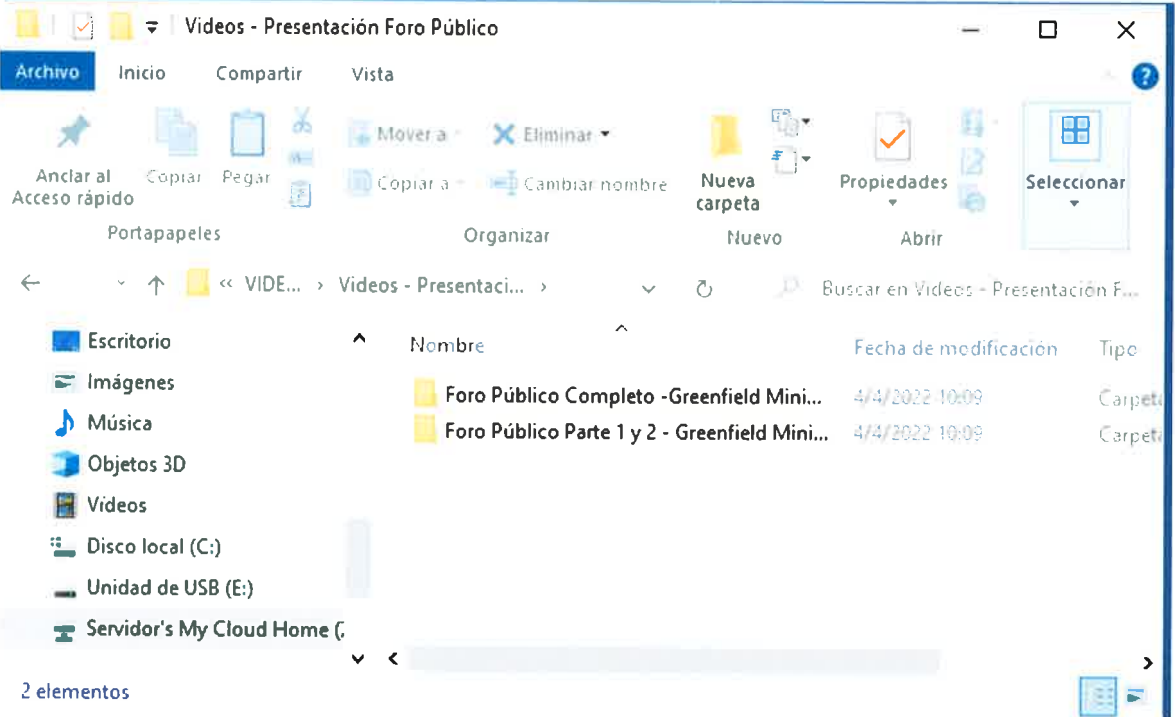 Videos - Presentación Foro Público
Archivo Inicio Compartir Vista
Anclar al Acceso rápido
Copiar
Pegar
Mover a
Copiar a
Eliminar
Cambiar nombre
Nueva carpeta
Propiedades
Seleccionar
Portapapeles Organizar Nuevo Abrir
« VIDE... › Videos - Presentaci... ›
Buscar en Videos - Presentación F...
Escritorio
Imágenes
Música
Objetos 3D
Vídeos
Disco local (C:)
Unidad de USB (E:)
Servidor's My Cloud Home (
Nombre Fecha de modificación Tipo
Foro Público Completo -Greenfield Mini... 4/4/2022 10:09 Carpeta
Foro Público Parte 1 y 2 - Greenfield Mini... 4/4/2022 10:09 Carpeta
2 elementos